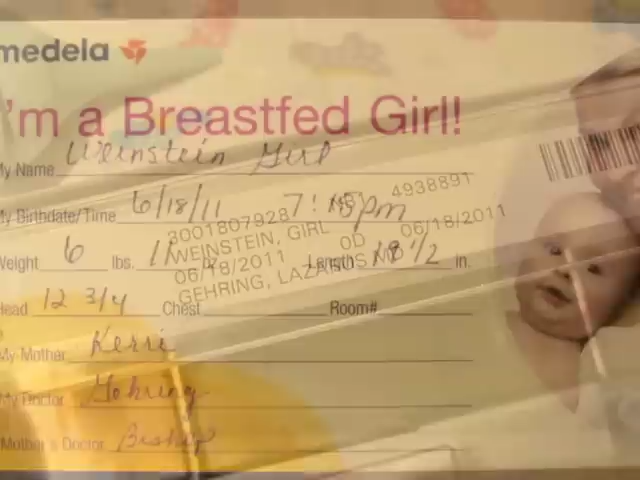 medela
I'm a Breastfed Girl!
My Name Weinstein Girl
4938891
My Birthdate/Time 6/18/11 7:15pm
3001807928
WEINSTEIN, GIRL 0D 06/18/2011
Weight 6 lbs. 11 oz Length 18 1/2 in.
06/18/2011
GEHRING, LAZARUS
Head 12 3/4 Chest Room#
My Mother Kerri
My Doctor Gehring
Mother's Doctor Bishop